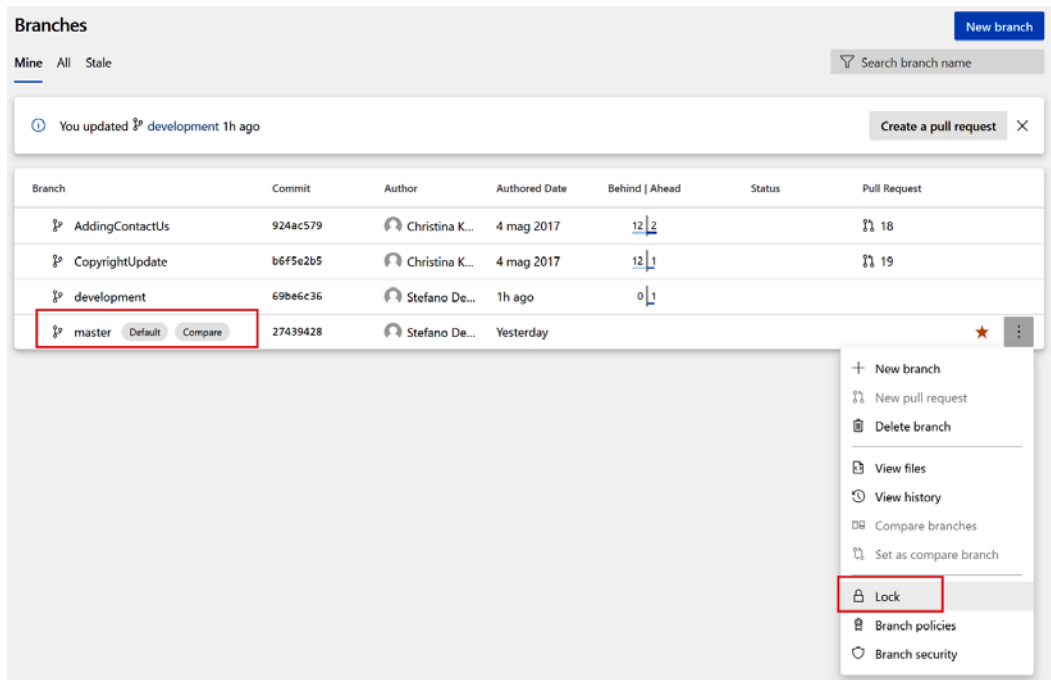 Branches
New branch
Mine All Stale
Search branch name
You updated development 1h ago
Create a pull request
Branch Commit Author Authored Date Behind | Ahead Status Pull Request
AddingContactUs 924ac579 Christina K... 4 mag 2017 12 2 18
CopyrightUpdate b6f5e2b5 Christina K... 4 mag 2017 12 1 19
development 69be6c36 Stefano De... 1h ago 0 1
master Default Compare 27439428 Stefano De... Yesterday
New branch
New pull request
Delete branch
View files
View history
Compare branches
Set as compare branch
Lock
Branch policies
Branch security